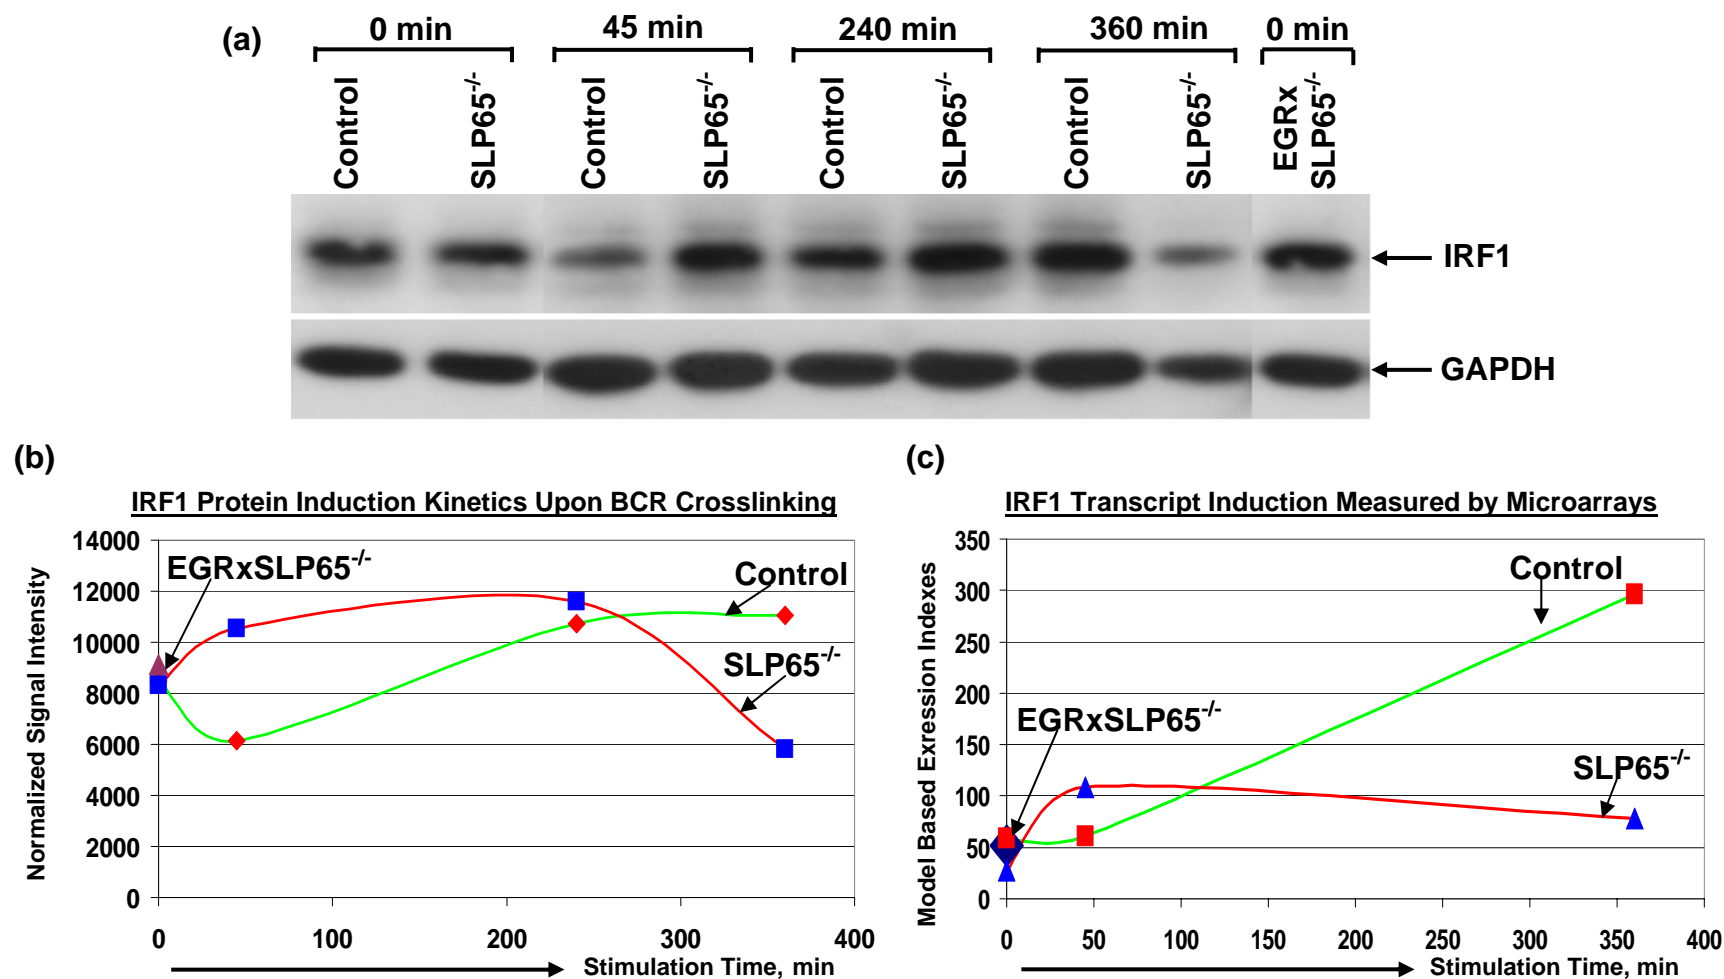 (a)
0 min 45 min 240 min 360 min 0 min
Control SLP65-/- Control SLP65-/- Control SLP65-/- Control SLP65-/- EGRx SLP65-/-
IRF1
GAPDH
(b)
IRF1 Protein Induction Kinetics Upon BCR Crosslinking
Normalized Signal Intensity
14000
12000
10000
8000
6000
4000
2000
0
EGRxSLP65-/-
Control
SLP65-/-
0 100 200 300 400
Stimulation Time, min
(c)
IRF1 Transcript Induction Measured by Microarrays
Model Based Exression Indexes
350
300
250
200
150
100
50
0
Control
EGRxSLP65-/-
SLP65-/-
0 50 100 150 200 250 300 350 400
Stimulation Time, min